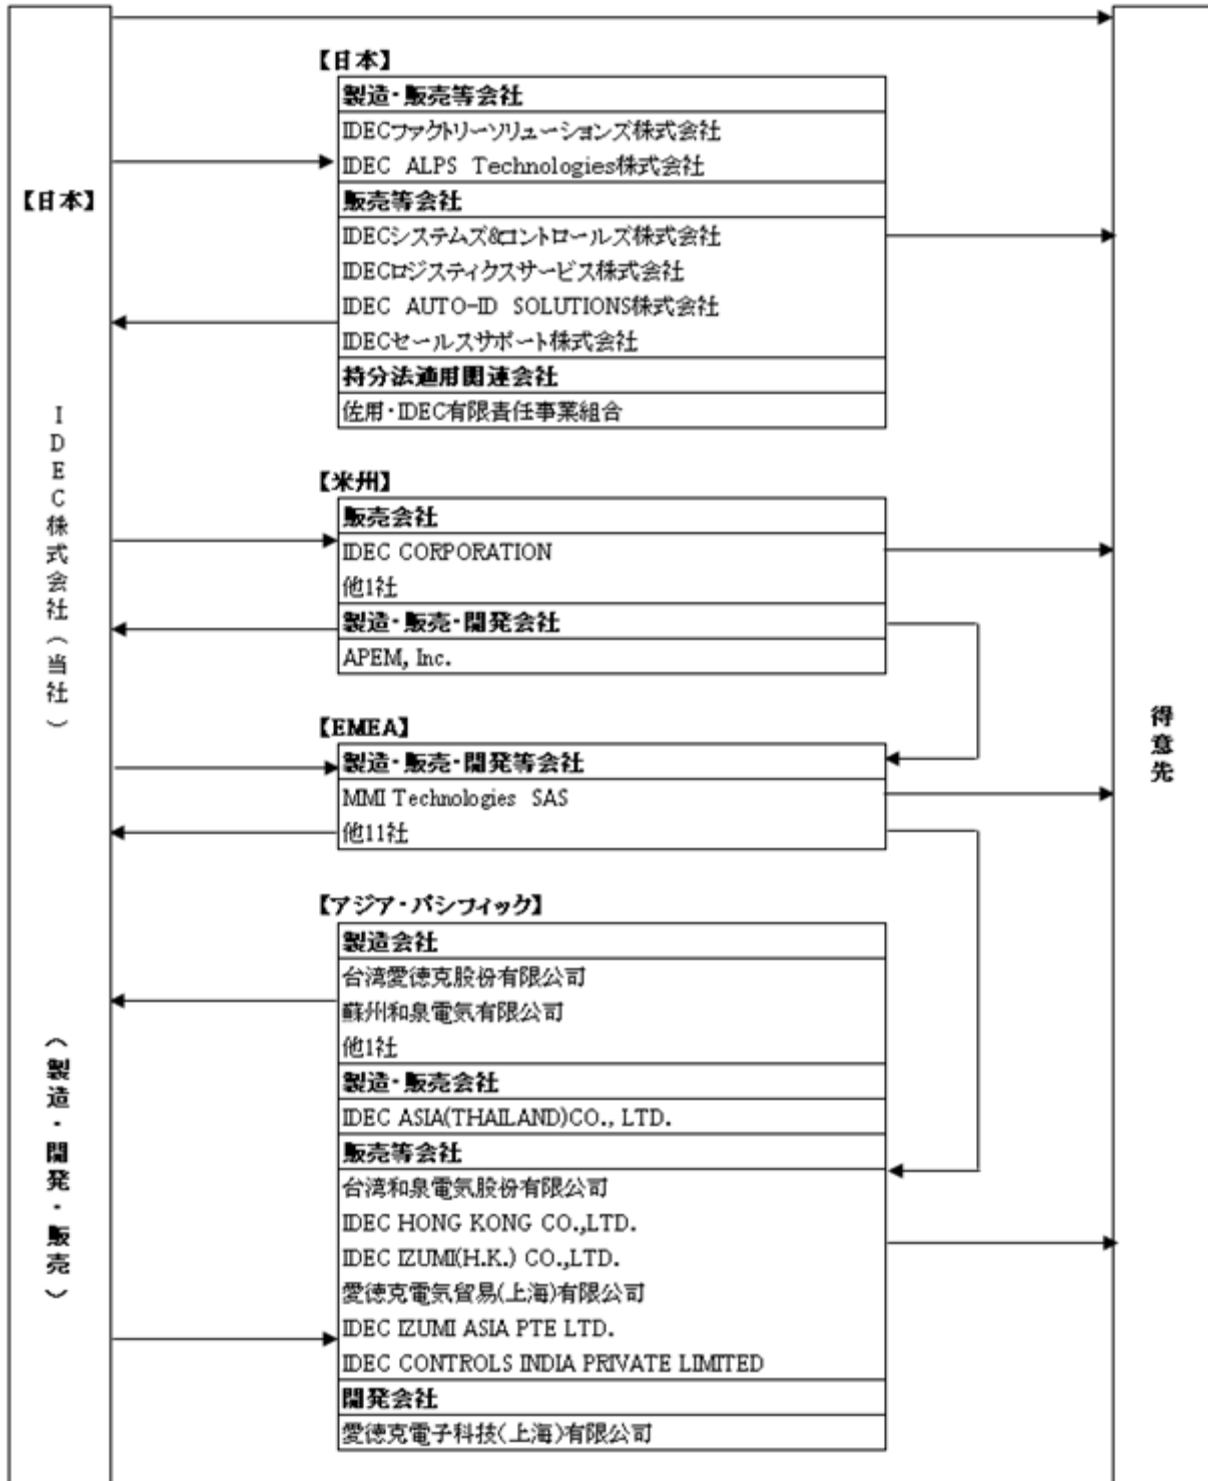 【日本】
IDEC株式会社（当社）
（製造・開発・販売）
【日本】
製造・販売等会社
IDECファクトリーソリューションズ株式会社
IDEC ALPS Technologies株式会社
販売等会社
IDECシステムズ&コントロールズ株式会社
IDECロジスティクスサービス株式会社
IDEC AUTO-ID SOLUTIONS株式会社
IDECセールスサポート株式会社
持分法適用関連会社
佐用・IDEC有限責任事業組合
【米州】
販売会社
IDEC CORPORATION
他1社
製造・販売・開発会社
APEM, Inc.
【EMEA】
製造・販売・開発等会社
MMI Technologies SAS
他11社
【アジア・パシフィック】
製造会社
台湾愛徳克股份有限公司
蘇州和泉電気有限公司
他1社
製造・販売会社
IDEC ASIA(THAILAND)CO., LTD.
販売等会社
台湾和泉電気股份有限公司
IDEC HONG KONG CO.,LTD.
IDEC IZUMI(H.K.) CO.,LTD.
愛徳克電気貿易(上海)有限公司
IDEC IZUMI ASIA PTE LTD.
IDEC CONTROLS INDIA PRIVATE LIMITED
開発会社
愛徳克電子科技(上海)有限公司
得意先